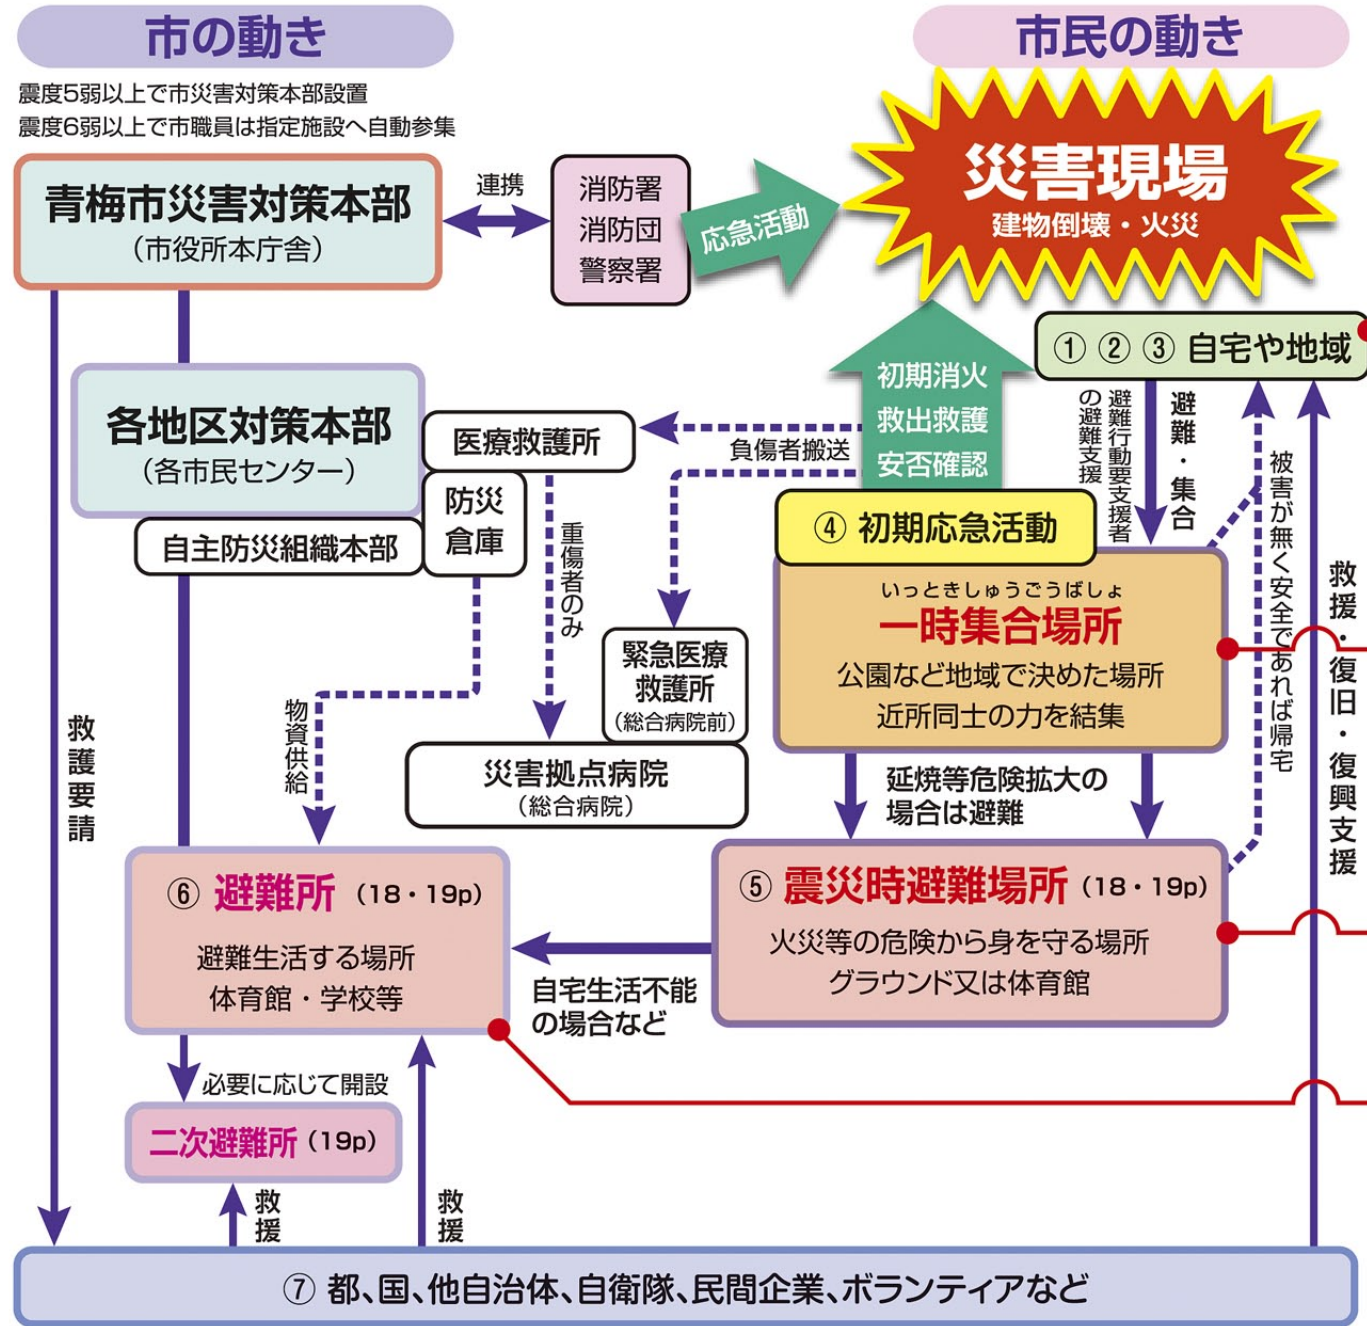 市の動き
市民の動き
震度5弱以上で市災害対策本部設置
震度6弱以上で市職員は指定施設へ自動参集
青梅市災害対策本部
（市役所本庁舎）
連携
消防署
消防団
警察署
応急活動
災害現場
建物倒壊・火災
① ② ③ 自宅や地域
初期消火
救出救護
安否確認
避難・集合
避難行動要支援者
の避難支援
各地区対策本部
（各市民センター）
医療救護所
防災
倉庫
自主防災組織本部
負傷者搬送
重傷者のみ
④ 初期応急活動
いっときしゅうごうばしょ
一時集合場所
公園など地域で決めた場所
近所同士の力を結集
被害が無く安全であれば帰宅
救援・復旧・復興支援
緊急医療
救護所
（総合病院前）
災害拠点病院
（総合病院）
物資供給
救護要請
延焼等危険拡大の
場合は避難
⑥ 避難所 （18・19p）
避難生活する場所
体育館・学校等
⑤ 震災時避難場所 （18・19p）
火災等の危険から身を守る場所
グラウンド又は体育館
自宅生活不能
の場合など
必要に応じて開設
二次避難所 （19p）
救援
救援
⑦ 都、国、他自治体、自衛隊、民間企業、ボランティアなど